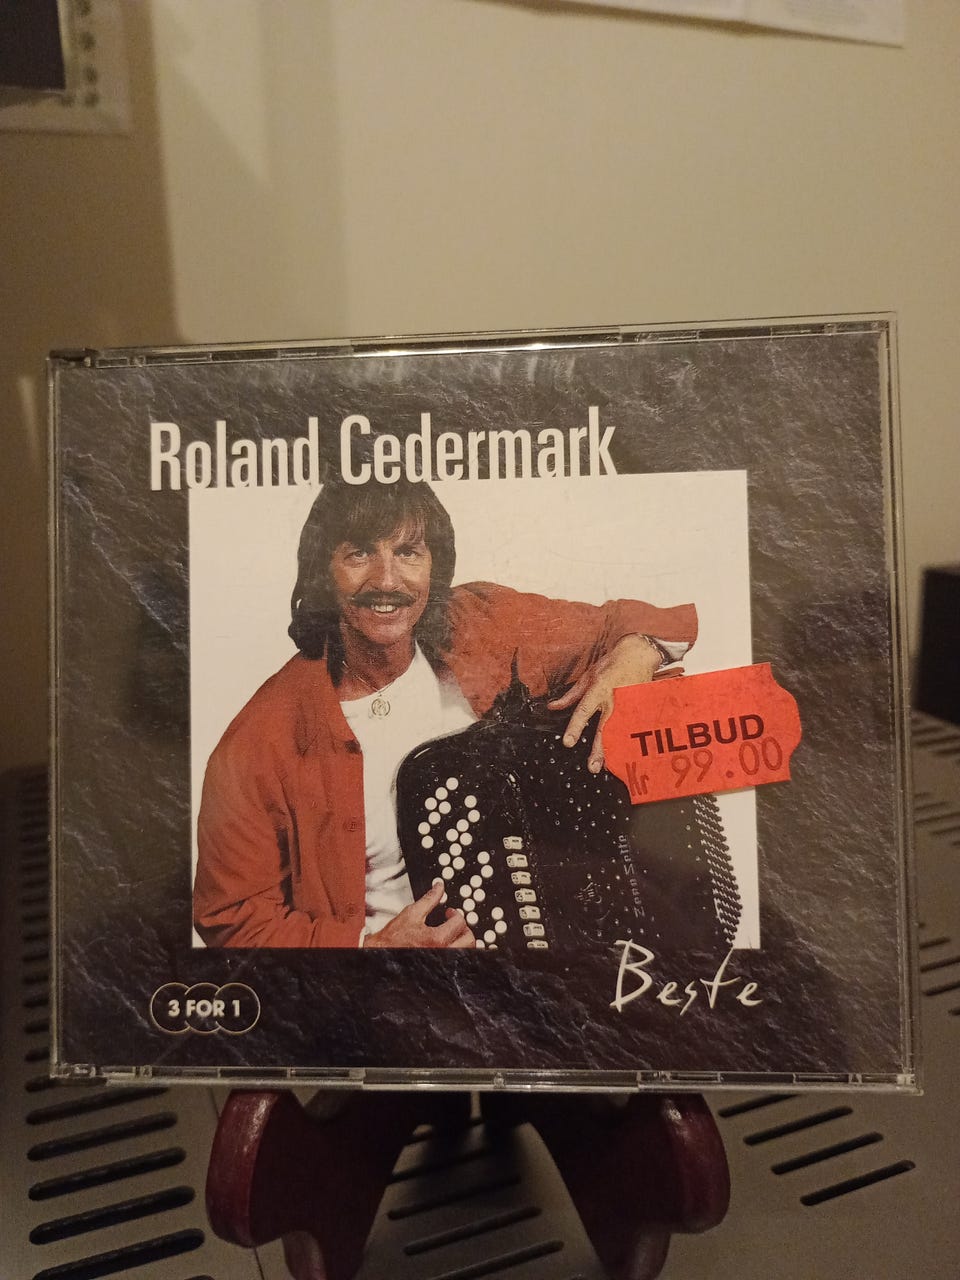 Roland Cedermark
TILBUD
Kr 99.00
Beste
3 FOR 1